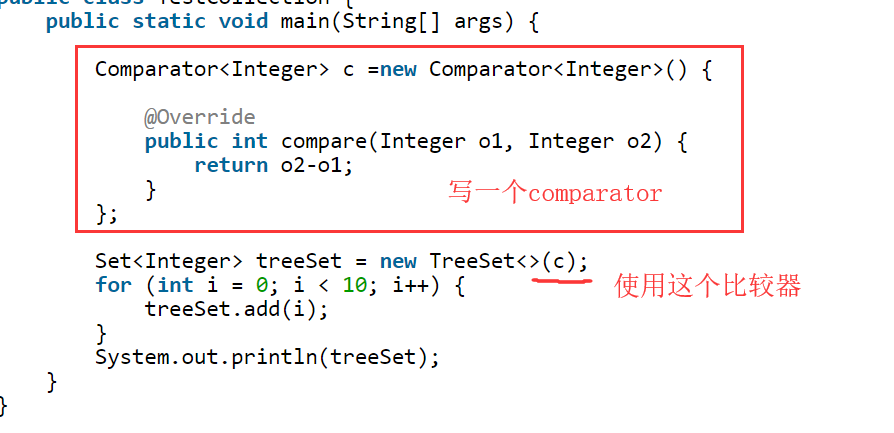 public class TestCollection {
public static void main(String[] args) {
Comparator<Integer> c =new Comparator<Integer>() {
@Override
public int compare(Integer o1, Integer o2) {
return o2-o1;
}
写一个comparator
};
Set<Integer> treeSet = new TreeSet<>(c);
使用这个比较器
for (int i = 0; i < 10; i++) {
treeSet.add(i);
}
System.out.println(treeSet);
}
}